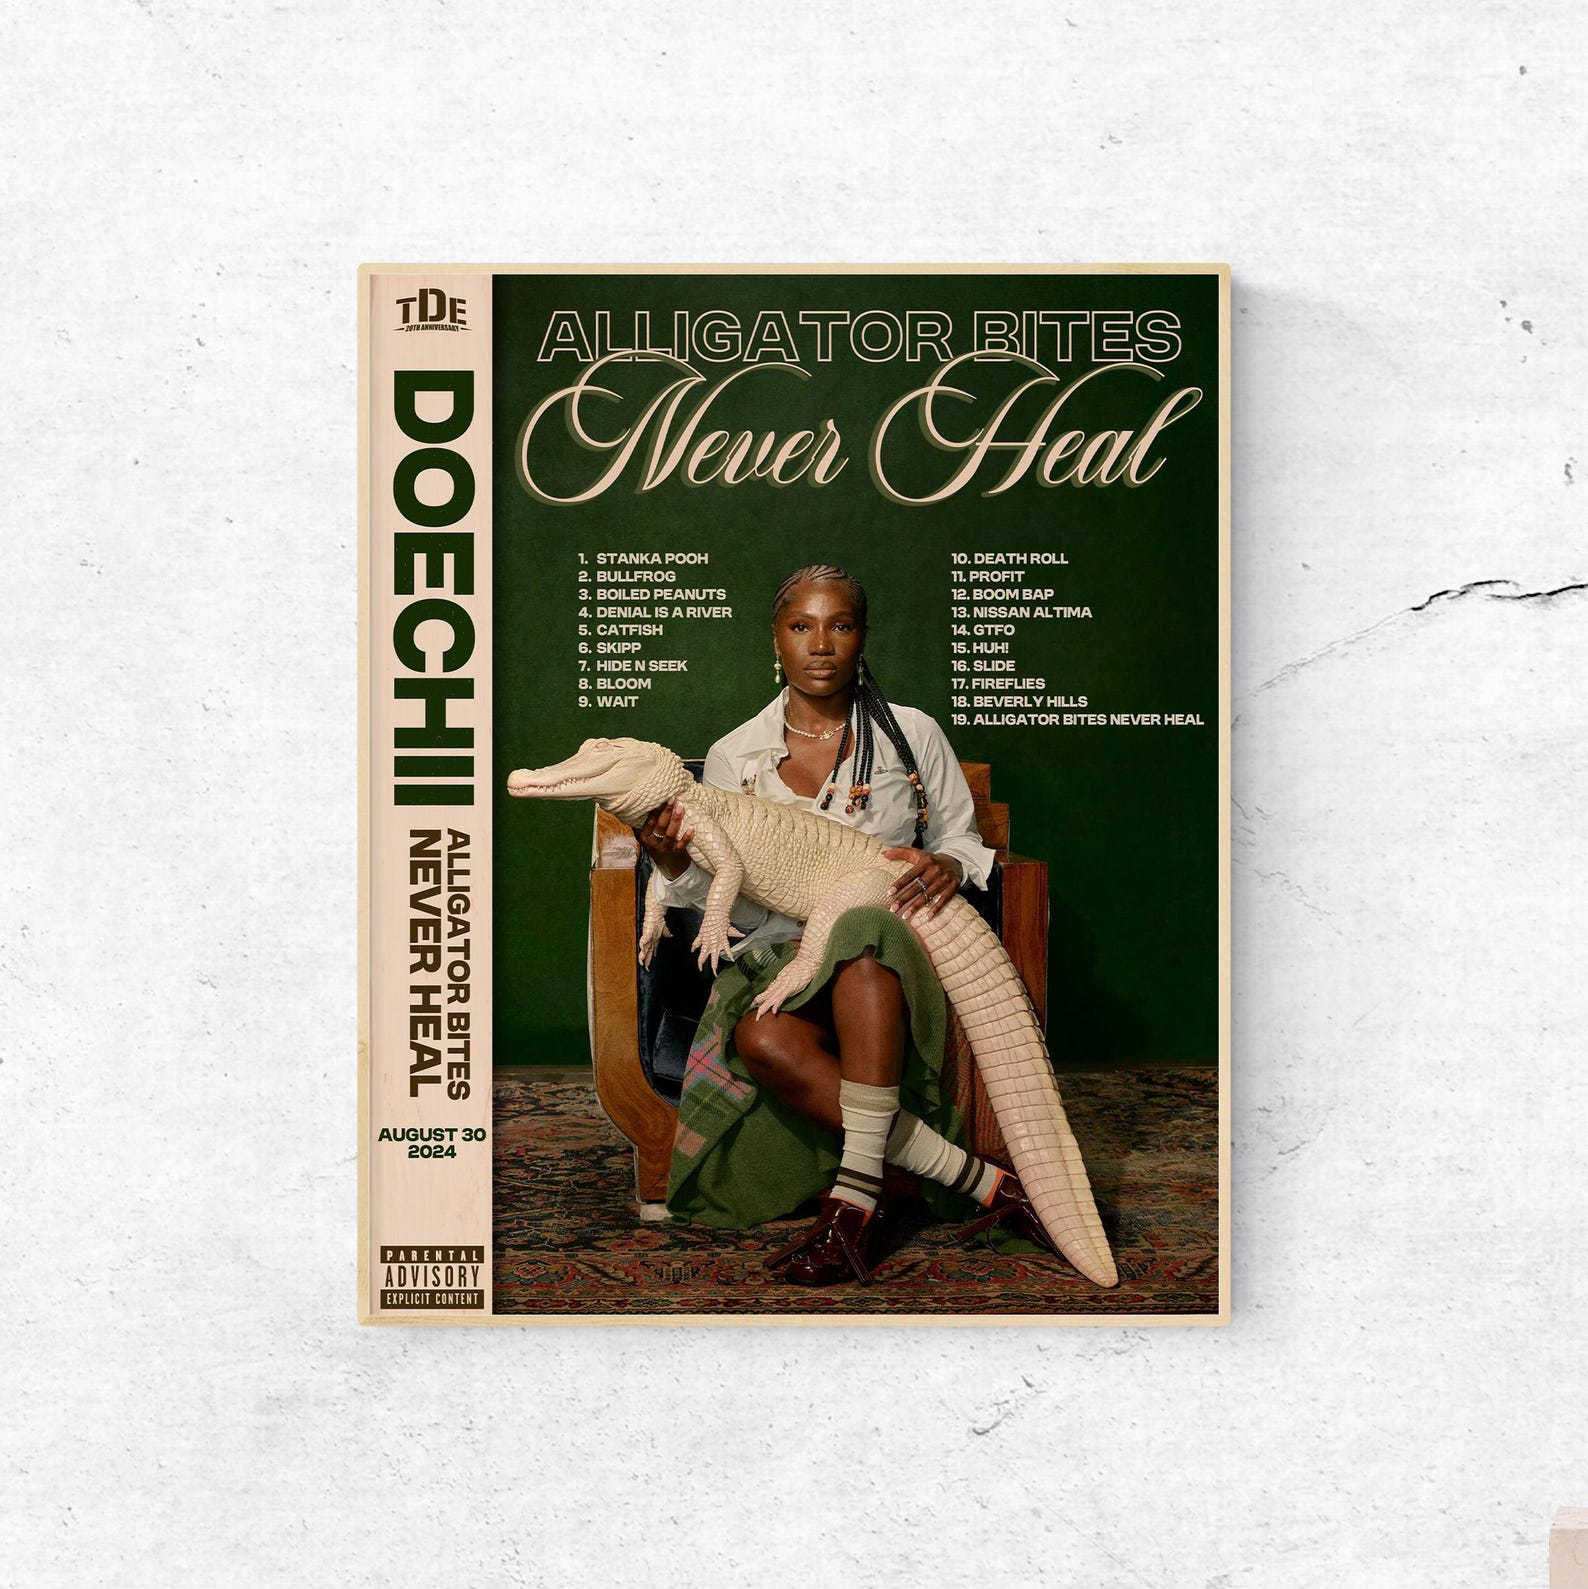 TDE
20TH ANNIVERSARY
DOECHII
ALLIGATOR BITES
NEVER HEAL
AUGUST 30
2024
PARENTAL
ADVISORY
EXPLICIT CONTENT
ALLIGATOR BITES
Never Heal
1. STANKA POOH
2. BULLFROG
3. BOILED PEANUTS
4. DENIAL IS A RIVER
5. CATFISH
6. SKIPP
7. HIDE N SEEK
8. BLOOM
9. WAIT
10. DEATH ROLL
11. PROFIT
12. BOOM BAP
13. NISSAN ALTIMA
14. GTFO
15. HUH!
16. SLIDE
17. FIREFLIES
18. BEVERLY HILLS
19. ALLIGATOR BITES NEVER HEAL